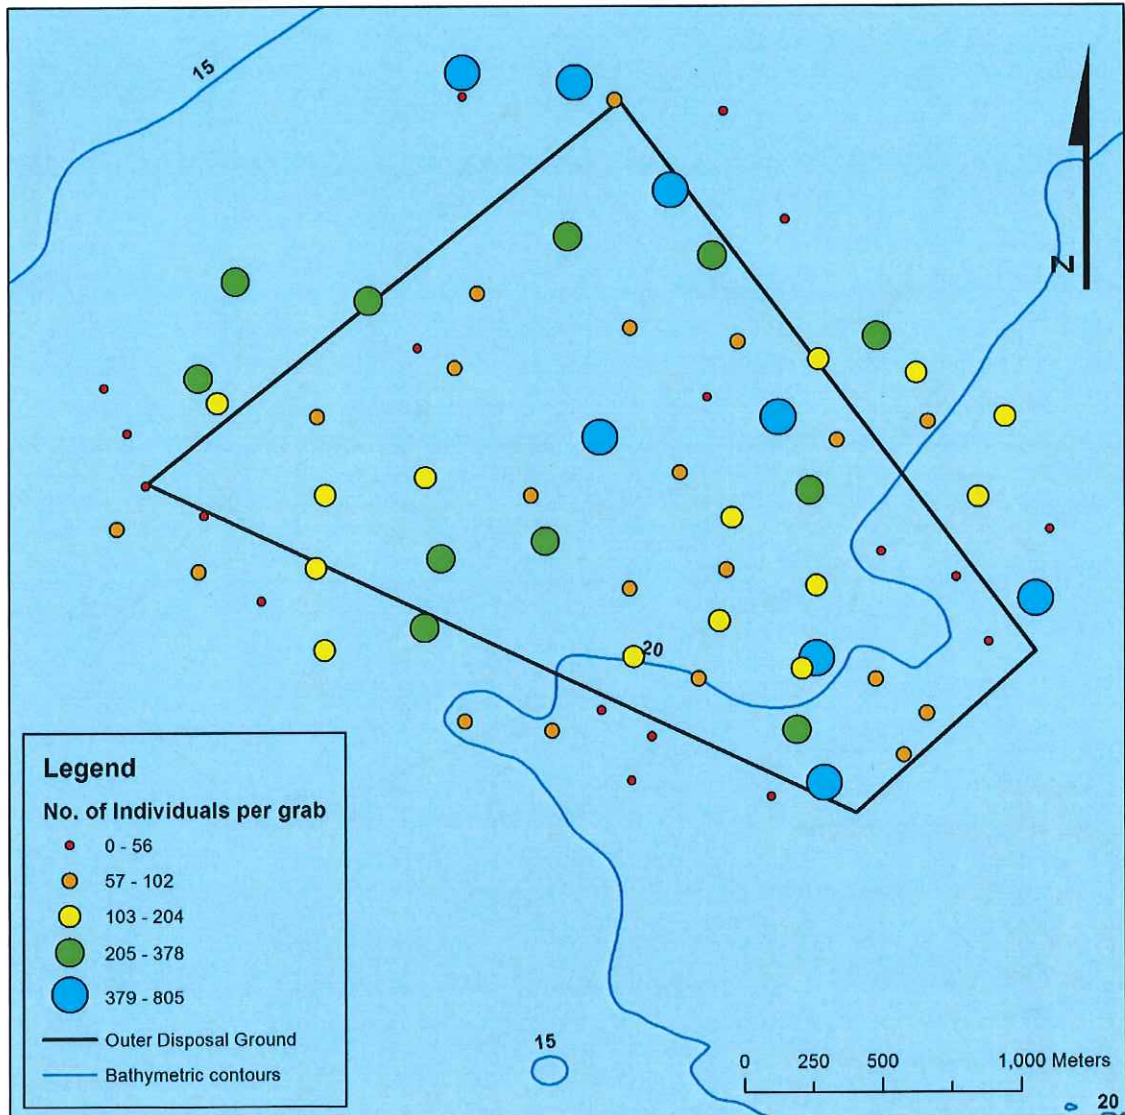 15
N
20
Legend
No. of Individuals per grab
0 - 56
57 - 102
103 - 204
205 - 378
379 - 805
Outer Disposal Ground
Bathymetric contours
15
0 250 500 1,000 Meters
20